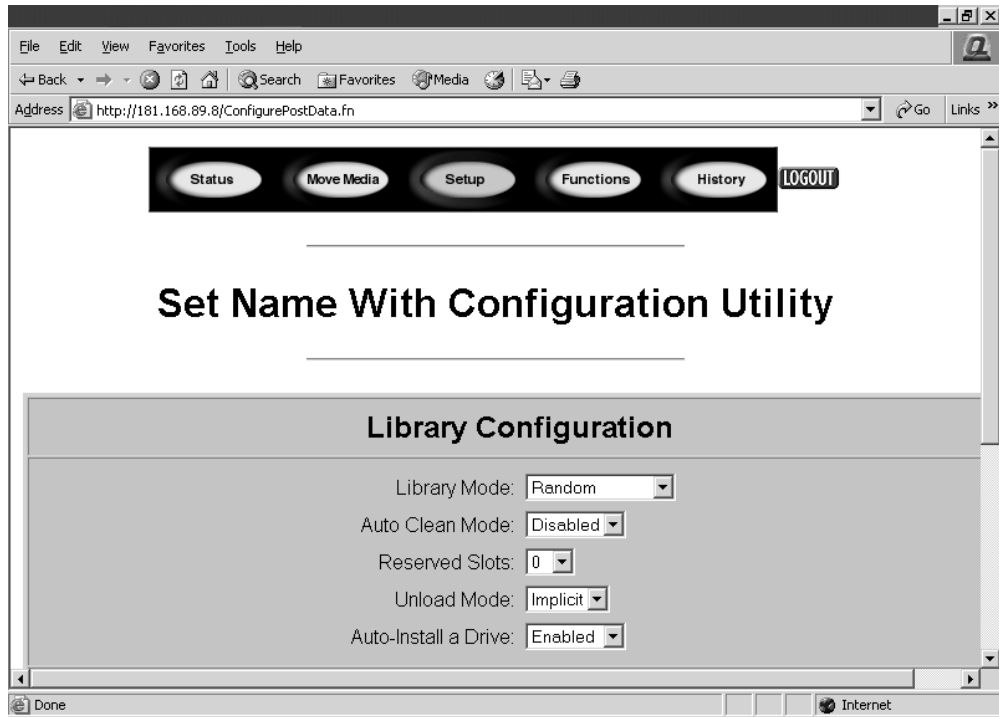 File Edit View Favorites Tools Help
Back Search Favorites Media
Address http://181.168.89.8/ConfigurePostData.fn Go Links »
Status Move Media Setup Functions History LOGOUT
Set Name With Configuration Utility
Library Configuration
Library Mode: Random
Auto Clean Mode: Disabled
Reserved Slots: 0
Unload Mode: Implicit
Auto-Install a Drive: Enabled
Done Internet